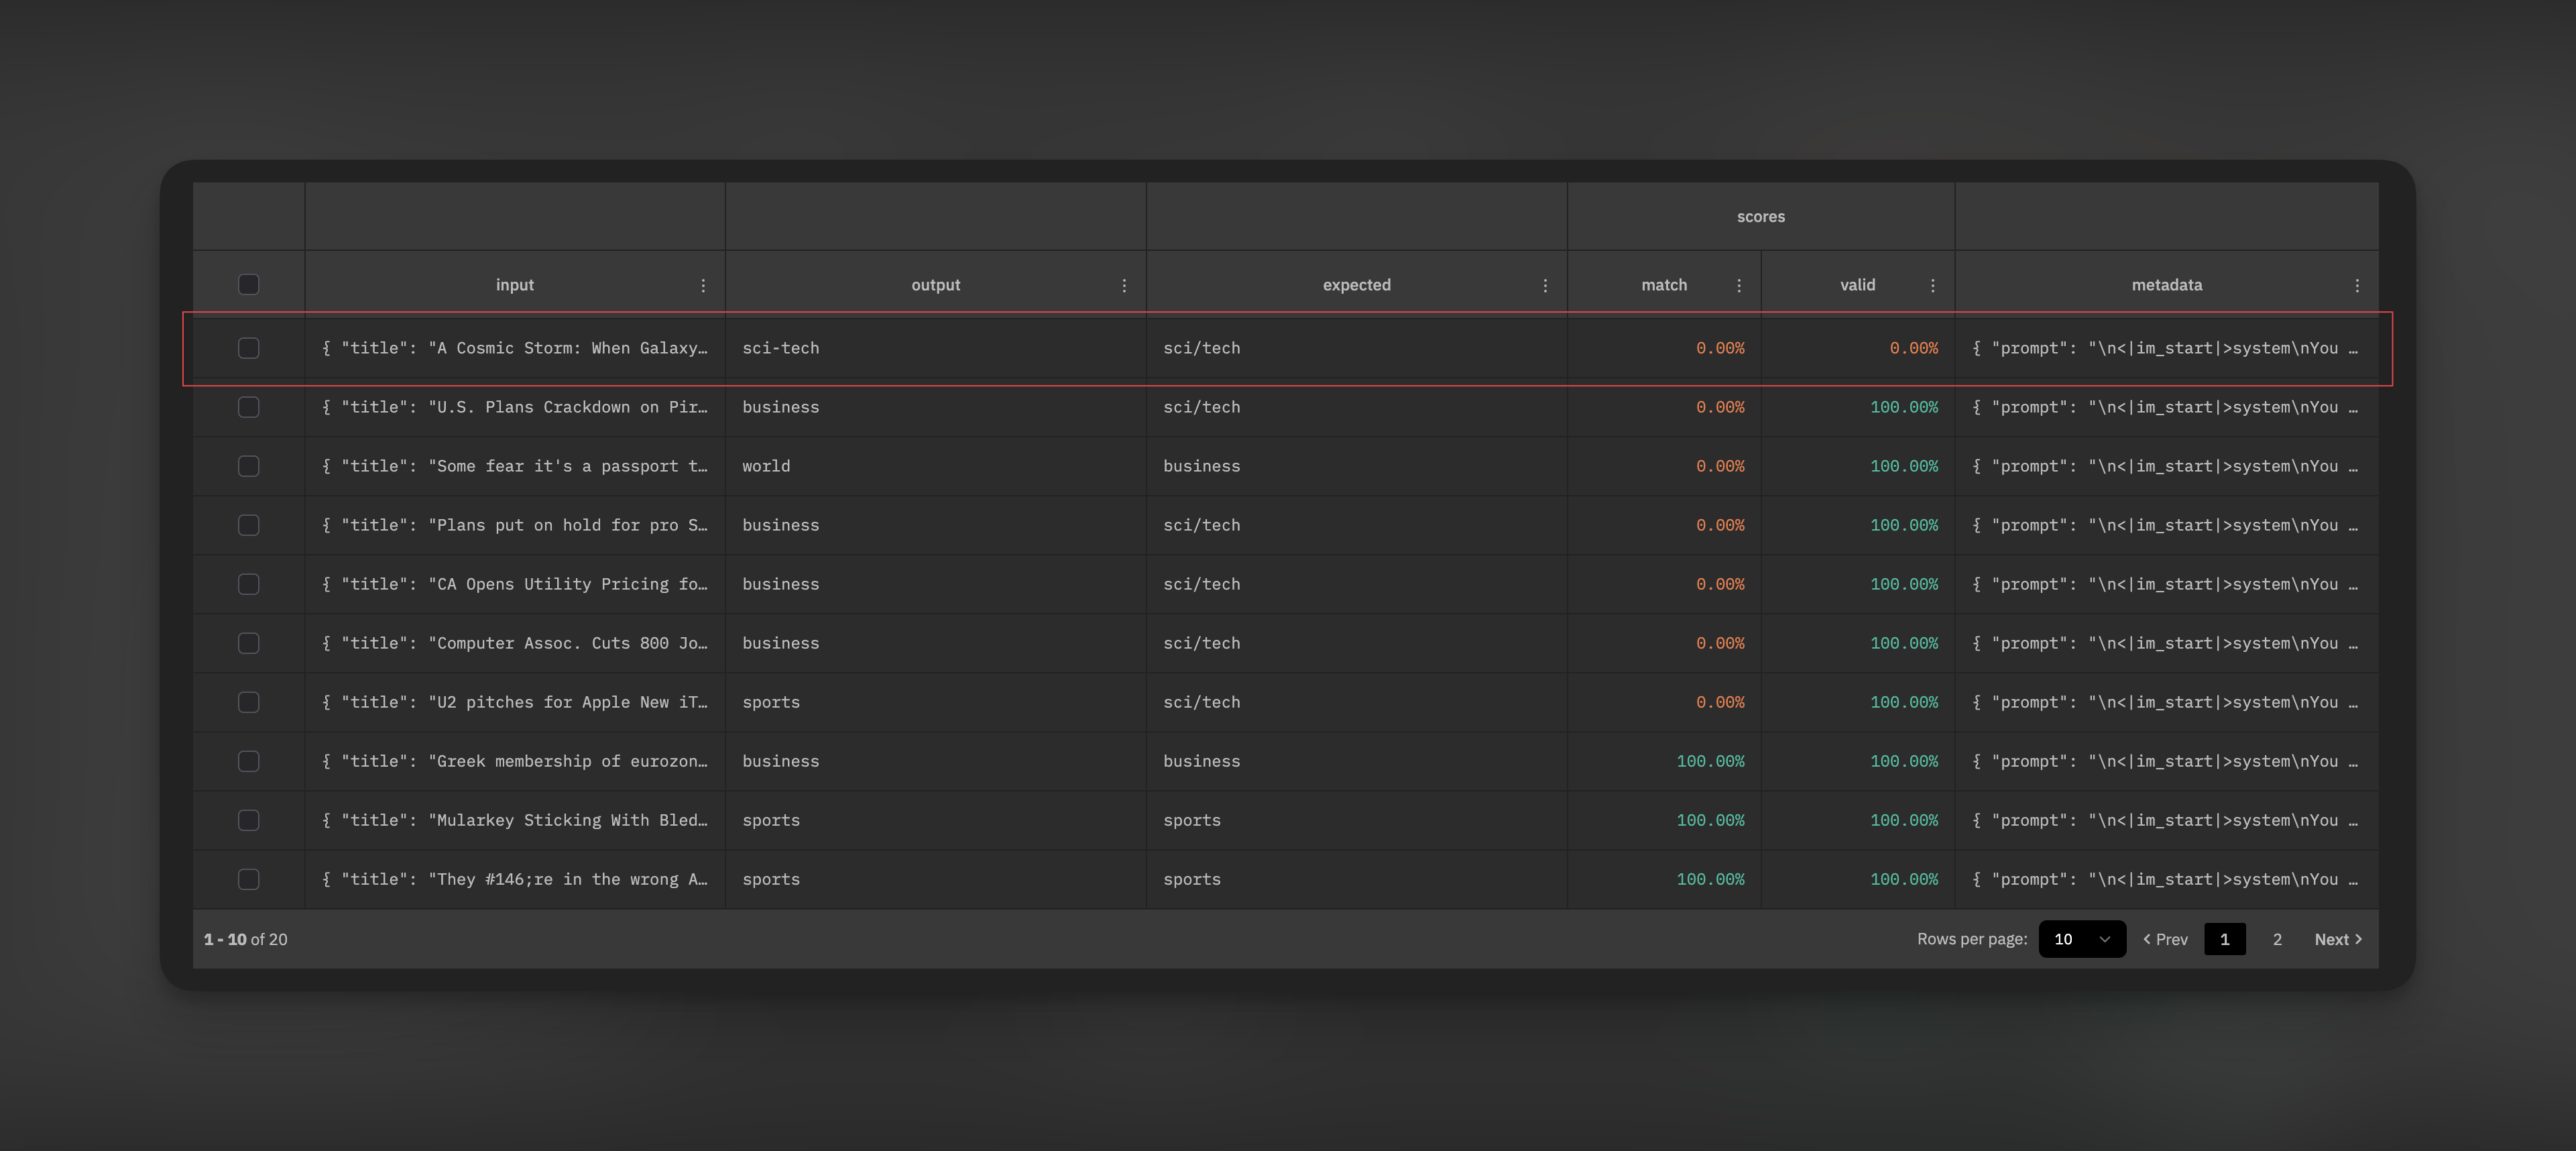 scores
input output expected match valid metadata
{ "title": "A Cosmic Storm: When Galaxy… sci-tech sci/tech 0.00% 0.00% { "prompt": "\n<|im_start|>system\nYou …
{ "title": "U.S. Plans Crackdown on Pir… business sci/tech 0.00% 100.00% { "prompt": "\n<|im_start|>system\nYou …
{ "title": "Some fear it's a passport t… world business 0.00% 100.00% { "prompt": "\n<|im_start|>system\nYou …
{ "title": "Plans put on hold for pro S… business sci/tech 0.00% 100.00% { "prompt": "\n<|im_start|>system\nYou …
{ "title": "CA Opens Utility Pricing fo… business sci/tech 0.00% 100.00% { "prompt": "\n<|im_start|>system\nYou …
{ "title": "Computer Assoc. Cuts 800 Jo… business sci/tech 0.00% 100.00% { "prompt": "\n<|im_start|>system\nYou …
{ "title": "U2 pitches for Apple New iT… sports sci/tech 0.00% 100.00% { "prompt": "\n<|im_start|>system\nYou …
{ "title": "Greek membership of eurozon… business business 100.00% 100.00% { "prompt": "\n<|im_start|>system\nYou …
{ "title": "Mularkey Sticking With Bled… sports sports 100.00% 100.00% { "prompt": "\n<|im_start|>system\nYou …
{ "title": "They #146;re in the wrong A… sports sports 100.00% 100.00% { "prompt": "\n<|im_start|>system\nYou …
1 - 10 of 20 Rows per page: 10 Prev 1 2 Next